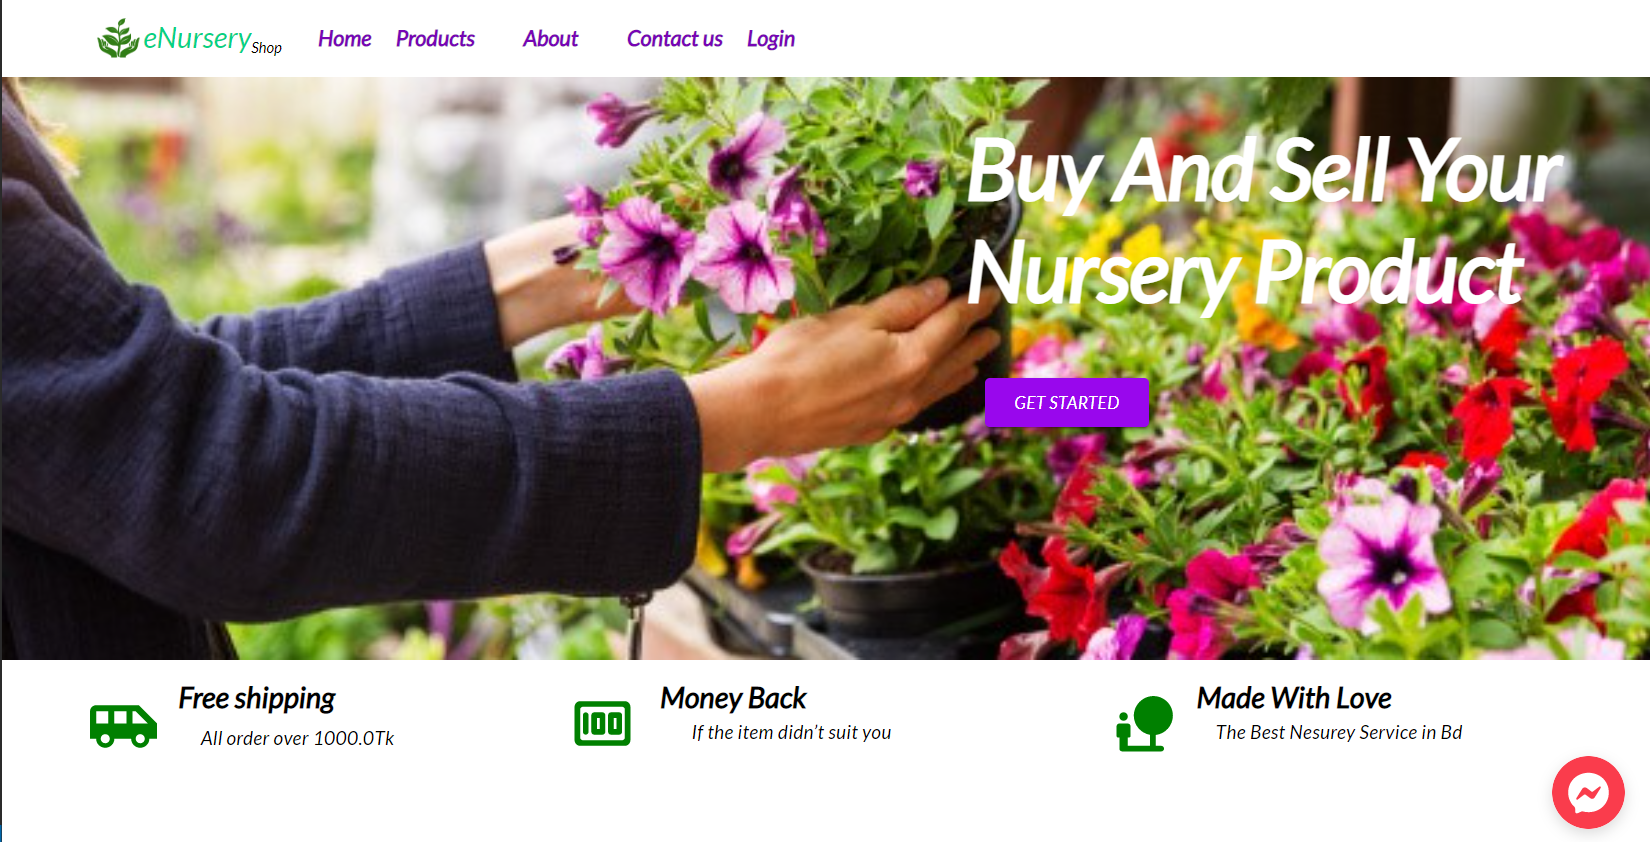 eNursery Shop Home Products About Contact us Login
Buy And Sell Your
Nursery Product
GET STARTED
Free shipping
All order over 1000.0Tk
100
Money Back
If the item didn't suit you
Made With Love
The Best Nesurey Service in Bd